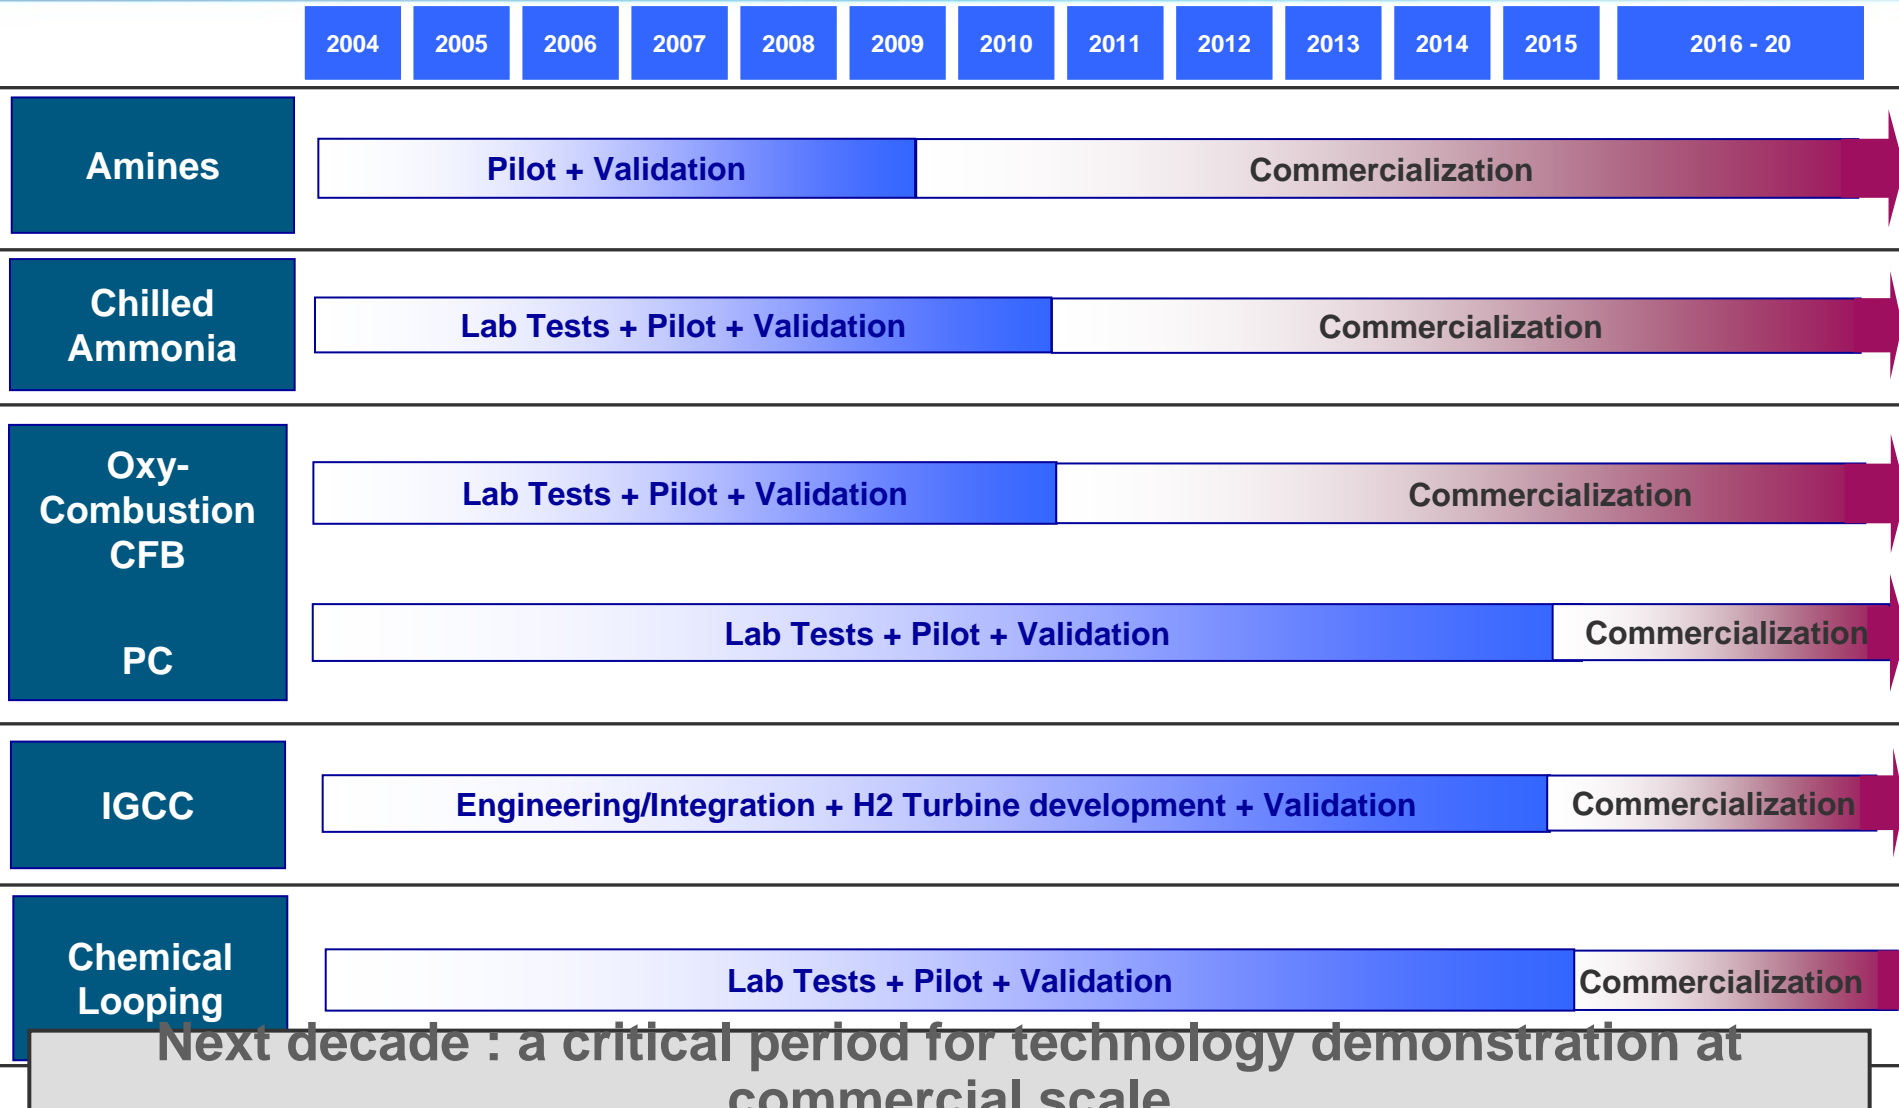 2004 2005 2006 2007 2008 2009 2010 2011 2012 2013 2014 2015 2016 - 20
Amines
Pilot + Validation
Commercialization
Chilled
Ammonia
Lab Tests + Pilot + Validation
Commercialization
Oxy-
Combustion
CFB
Lab Tests + Pilot + Validation
Commercialization
PC
Lab Tests + Pilot + Validation
Commercialization
IGCC
Engineering/Integration + H2 Turbine development + Validation
Commercialization
Chemical
Looping
Lab Tests + Pilot + Validation
Commercialization
Next decade : a critical period for technology demonstration at
commercial scale